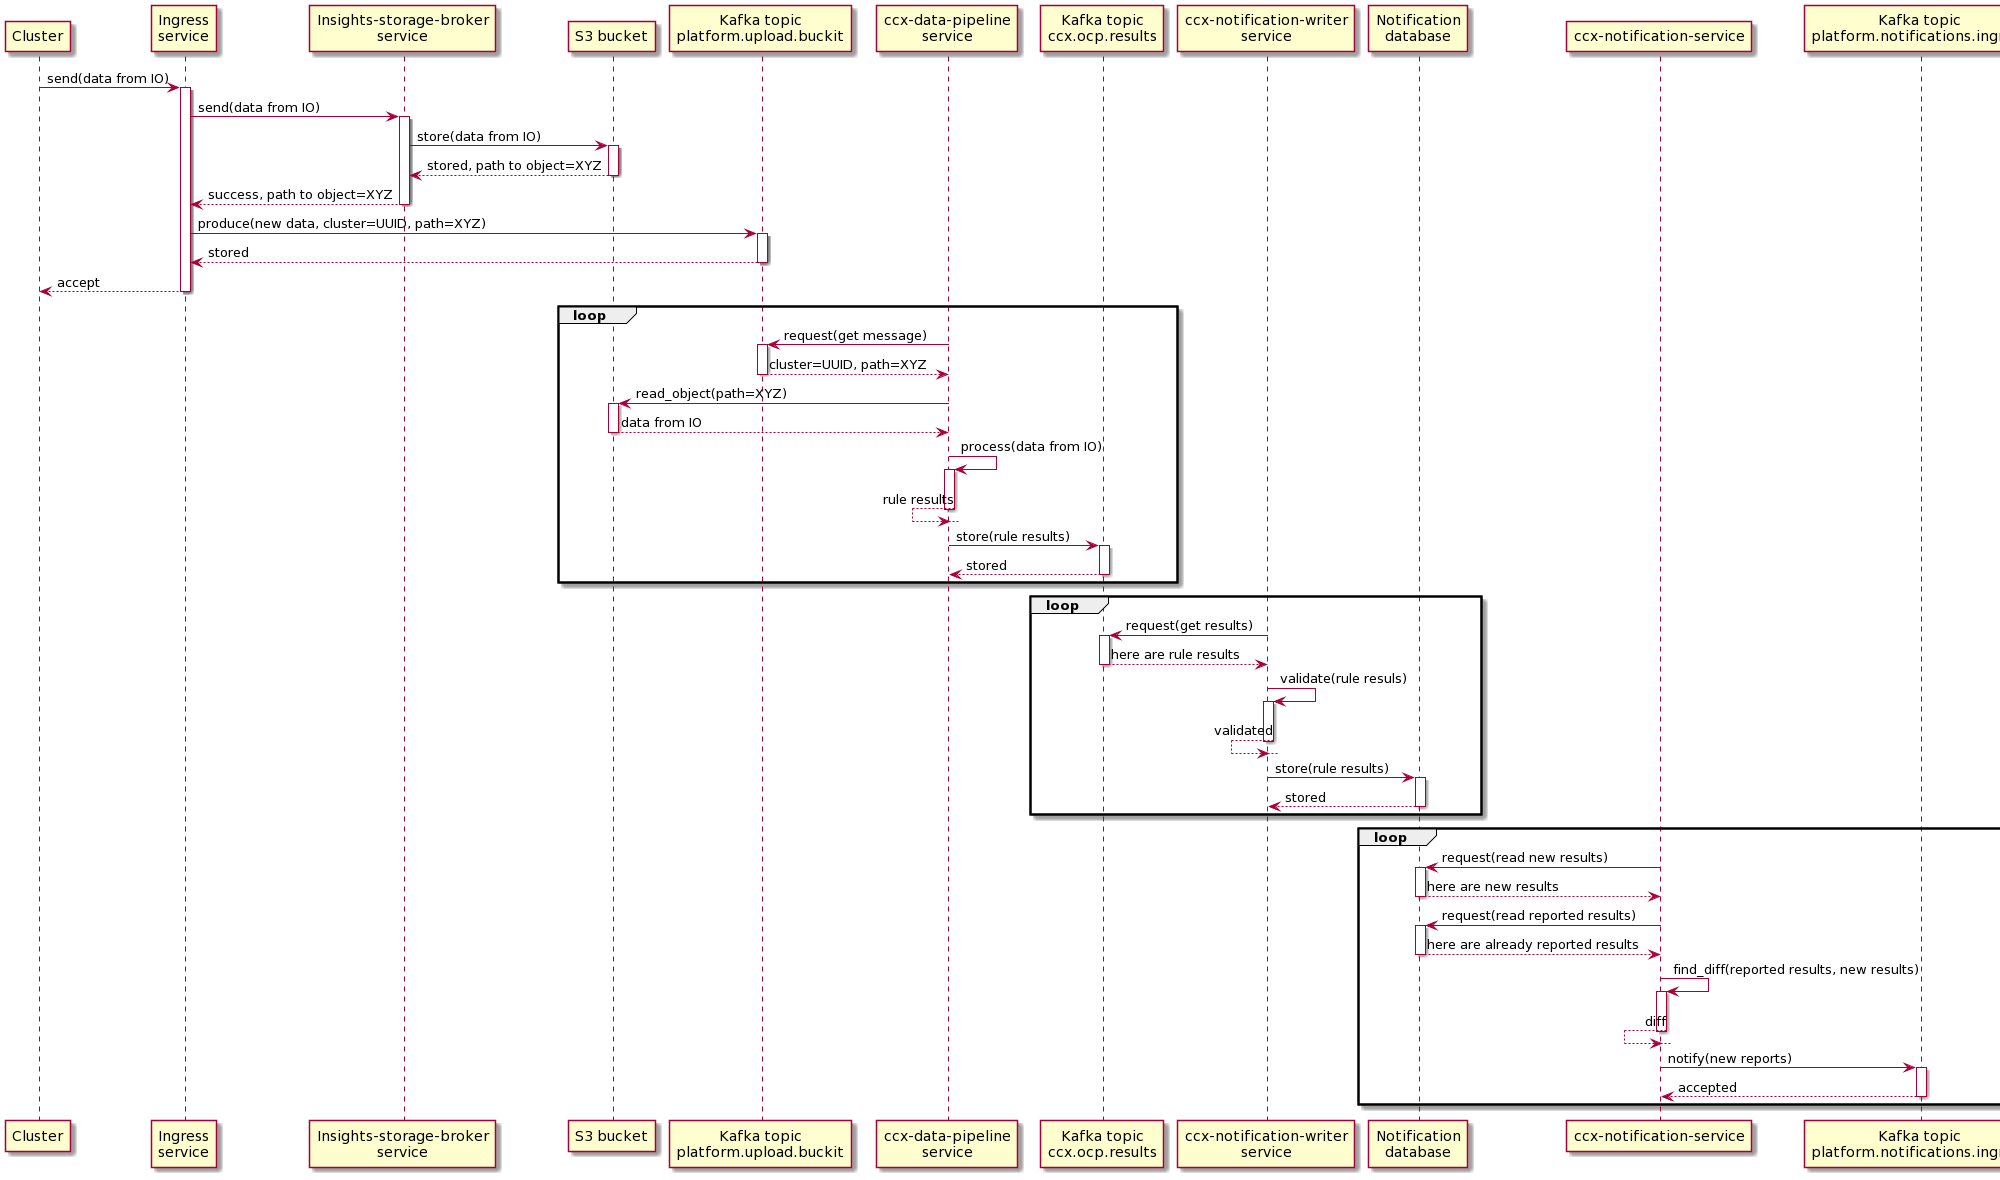 Cluster
Ingress
service
Insights-storage-broker
service
S3 bucket
Kafka topic
platform.upload.buckit
ccx-data-pipeline
service
Kafka topic
ccx.ocp.results
ccx-notification-writer
service
Notification
database
ccx-notification-service
Kafka topic
platform.notifications.ing
send(data from IO)
send(data from IO)
store(data from IO)
stored, path to object=XYZ
success, path to object=XYZ
produce(new data, cluster=UUID, path=XYZ)
stored
accept
loop
request(get message)
cluster=UUID, path=XYZ
read_object(path=XYZ)
data from IO
process(data from IO)
rule results
store(rule results)
stored
loop
request(get results)
here are rule results
validate(rule resuls)
validated
store(rule results)
stored
loop
request(read new results)
here are new results
request(read reported results)
here are already reported results
find_diff(reported results, new results)
diff
notify(new reports)
accepted
Cluster
Ingress
service
Insights-storage-broker
service
S3 bucket
Kafka topic
platform.upload.buckit
ccx-data-pipeline
service
Kafka topic
ccx.ocp.results
ccx-notification-writer
service
Notification
database
ccx-notification-service
Kafka topic
platform.notifications.ing